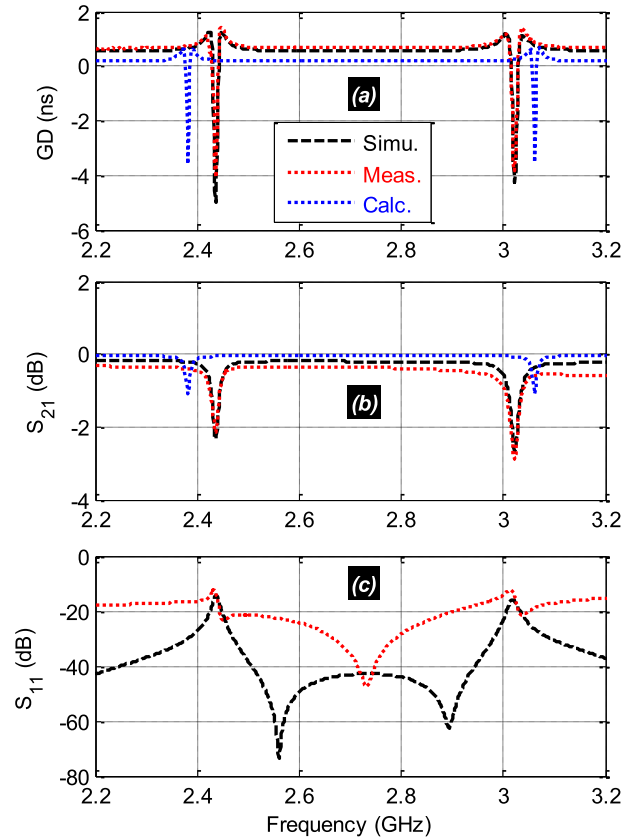 2
0
-2
-4
-6
GD (ns)
(a)
Simu.
Meas.
Calc.
2.2 2.4 2.6 2.8 3 3.2
2
0
-2
-4
S21 (dB)
(b)
2.2 2.4 2.6 2.8 3 3.2
0
-20
-40
-60
-80
S11 (dB)
(c)
2.2 2.4 2.6 2.8 3 3.2
Frequency (GHz)